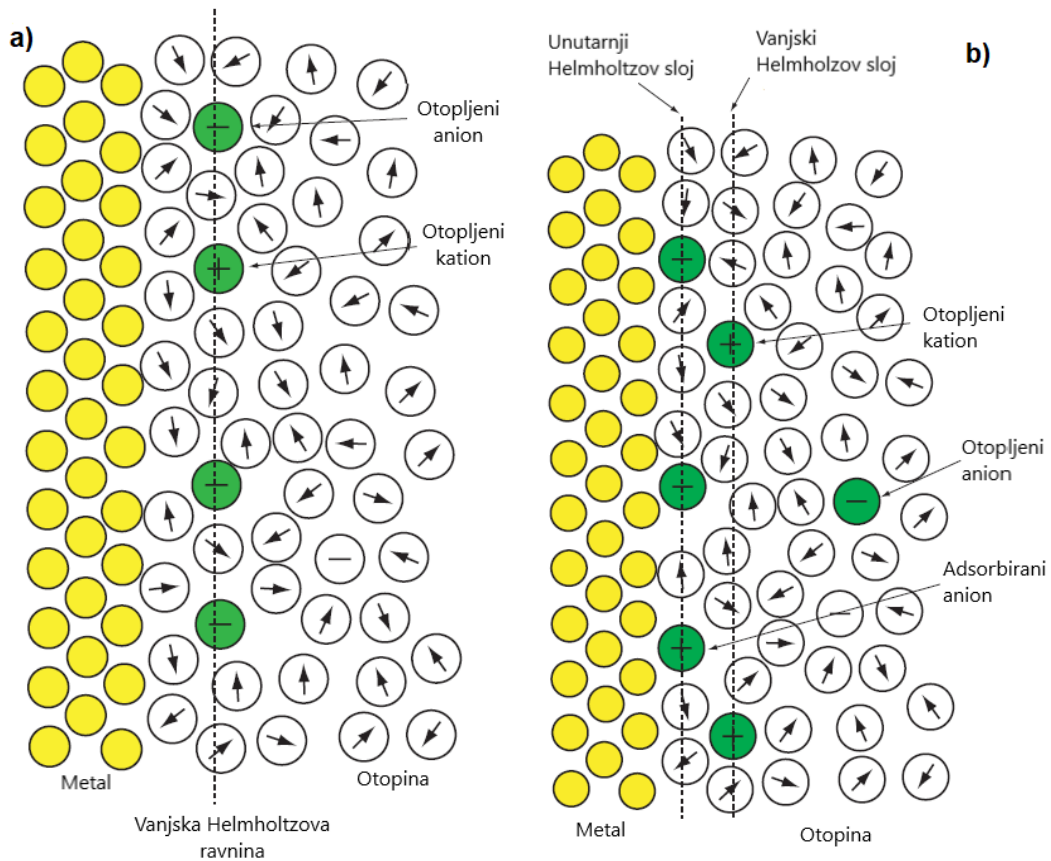 a)
Otopljeni
anion
Otopljeni
kation
Metal
Otopina
Vanjska Helmholtzova
ravnina
b)
Unutarnji
Helmholtzov sloj
Vanjski
Helmholzov sloj
Otopljeni
kation
Otopljeni
anion
Adsorbirani
anion
Metal
Otopina